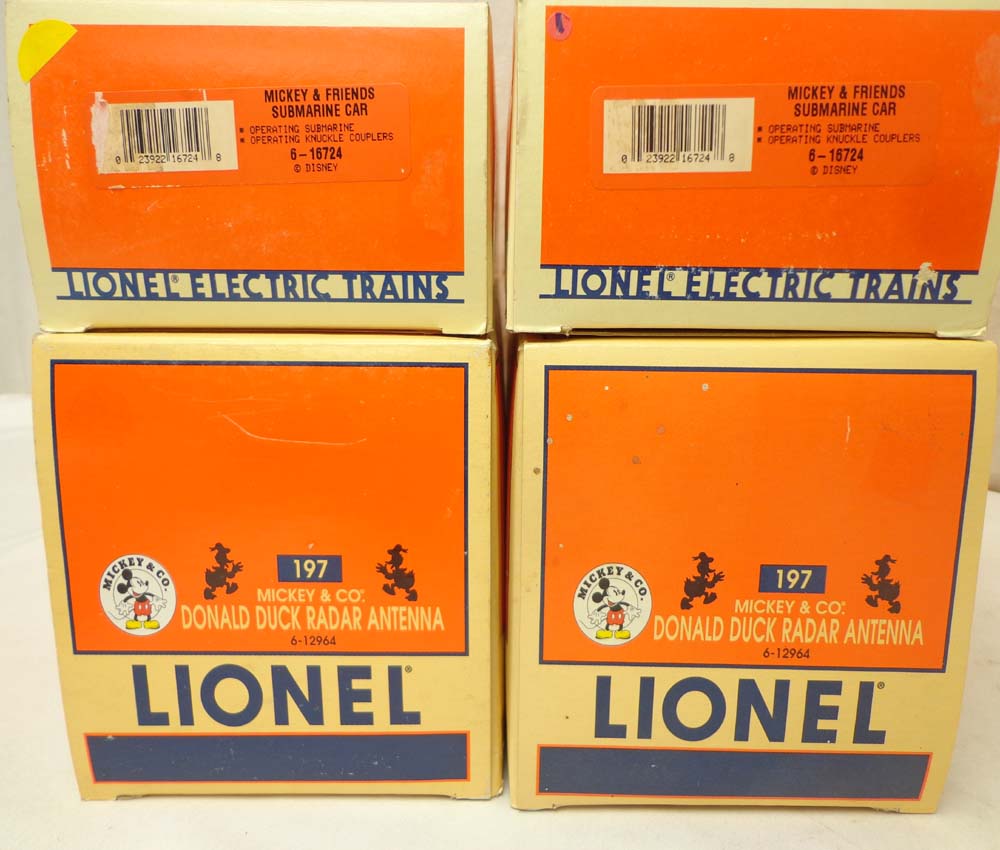 MICKEY & FRIENDS
SUBMARINE CAR
* OPERATING SUBMARINE
* OPERATING KNUCKLE COUPLERS
6-16724
© DISNEY
0 23922 16724 8
LIONEL® ELECTRIC TRAINS
MICKEY & FRIENDS
SUBMARINE CAR
* OPERATING SUBMARINE
* OPERATING KNUCKLE COUPLERS
6-16724
© DISNEY
0 23922 16724 8
LIONEL® ELECTRIC TRAINS
MICKEY & CO.
197
MICKEY & CO.™
DONALD DUCK RADAR ANTENNA
6-12964
LIONEL®
MICKEY & CO.
197
MICKEY & CO.™
DONALD DUCK RADAR ANTENNA
6-12964
LIONEL®